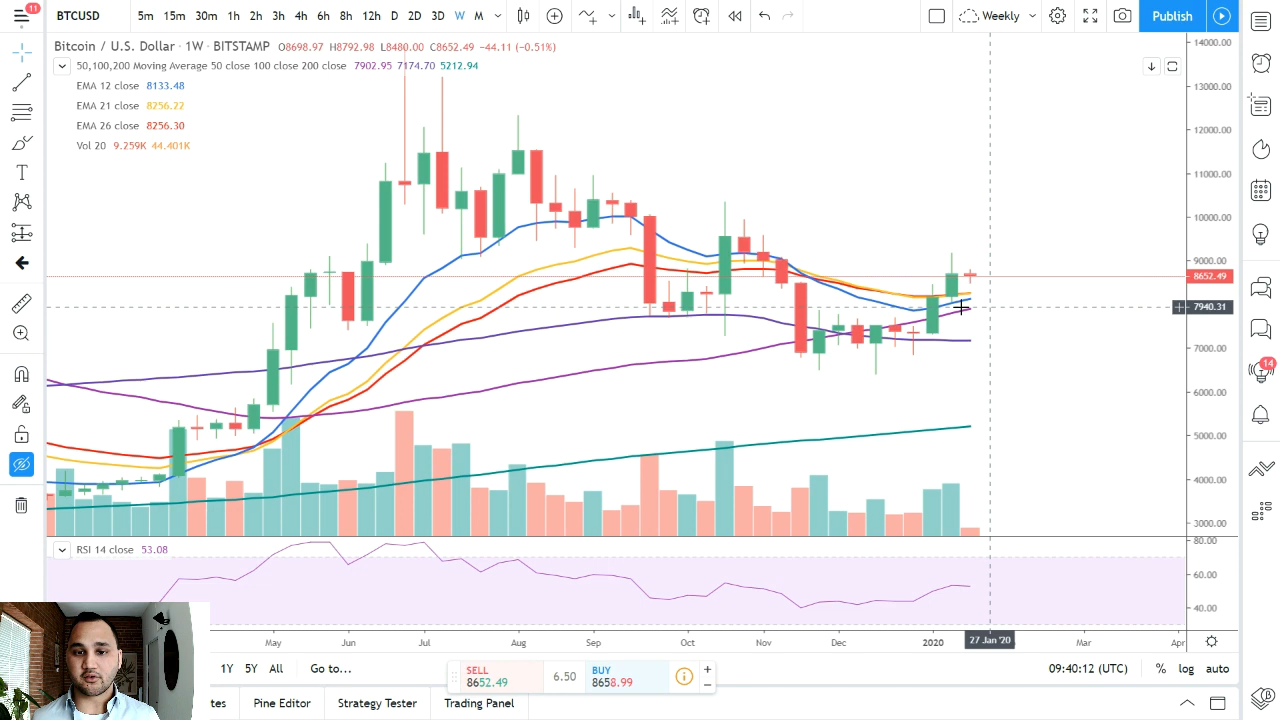 11
BTCUSD 5m 15m 30m 1h 2h 3h 4h 6h 8h 12h D 2D 3D W M Weekly Publish
Bitcoin / U.S. Dollar · 1W · BITSTAMP O8698.97 H8792.98 L8480.00 C8652.49 −44.11 (−0.51%)
50,100,200 Moving Average 50 close 100 close 200 close 7902.95 7174.70 5212.94
EMA 12 close 8133.48
EMA 21 close 8256.22
EMA 26 close 8256.30
Vol 20 9.259K 44.401K
14000.00
13000.00
12000.00
11000.00
10000.00
9000.00
8652.49
7940.31
7000.00
6000.00
5000.00
4000.00
3000.00
14
RSI 14 close 53.08
80.00
60.00
40.00
May Jun Jul Aug Sep Oct Nov Dec 2020 27 Jan '20 Mar Apr
1Y 5Y All Go to... SELL 8652.49 6.50 BUY 8658.99 09:40:12 (UTC) % log auto
tes Pine Editor Strategy Tester Trading Panel